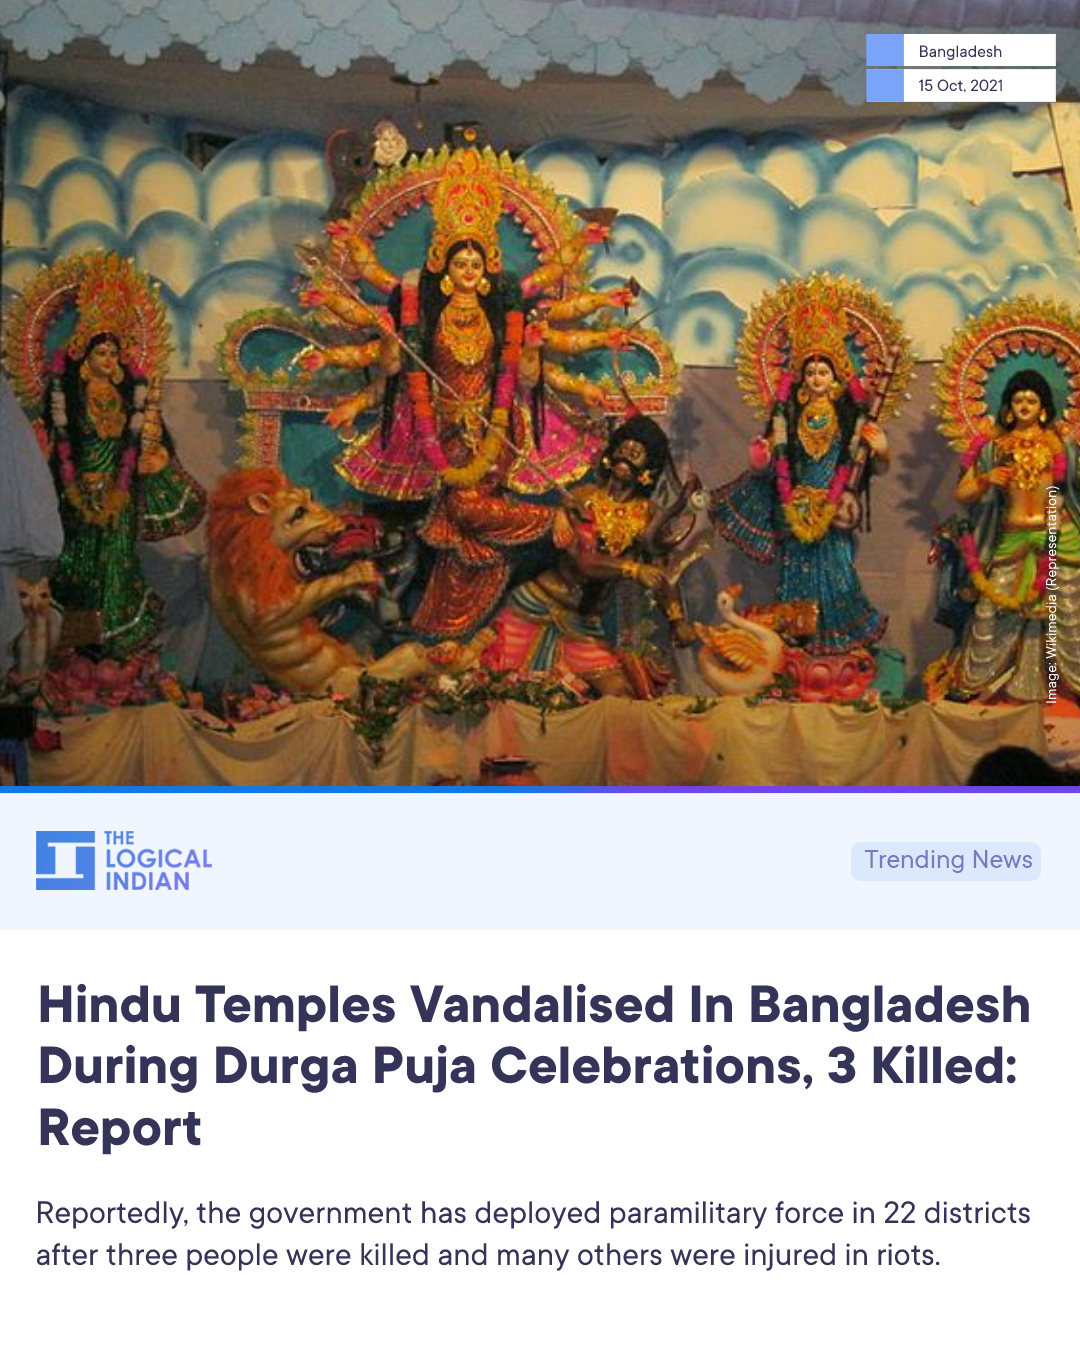 Bangladesh
15 Oct, 2021
Image: Wikimedia (Representation)
THE
LOGICAL
INDIAN
Trending News
Hindu Temples Vandalised In Bangladesh
During Durga Puja Celebrations, 3 Killed:
Report
Reportedly, the government has deployed paramilitary force in 22 districts
after three people were killed and many others were injured in riots.